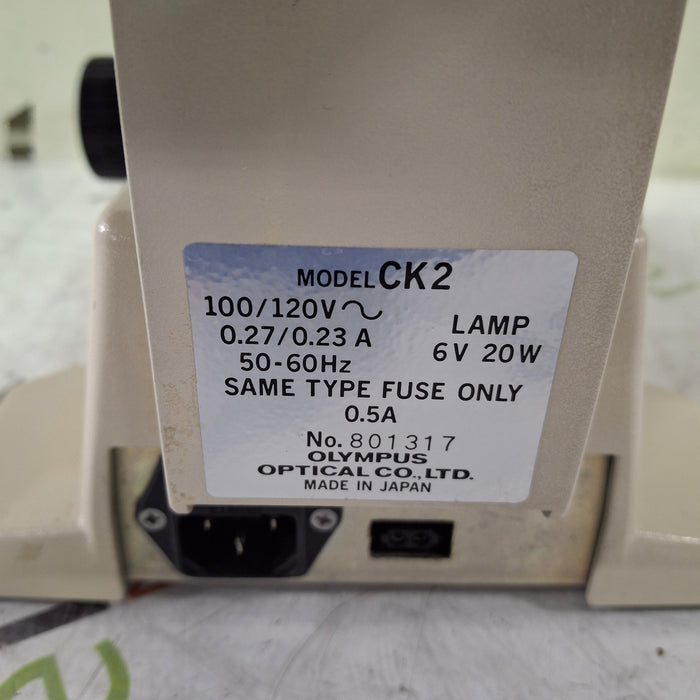 MODEL CK2
100/120V～
0.27/0.23 A
50-60Hz
LAMP
6V 20W
SAME TYPE FUSE ONLY
0.5A
No. 801317
OLYMPUS
OPTICAL CO., LTD.
MADE IN JAPAN